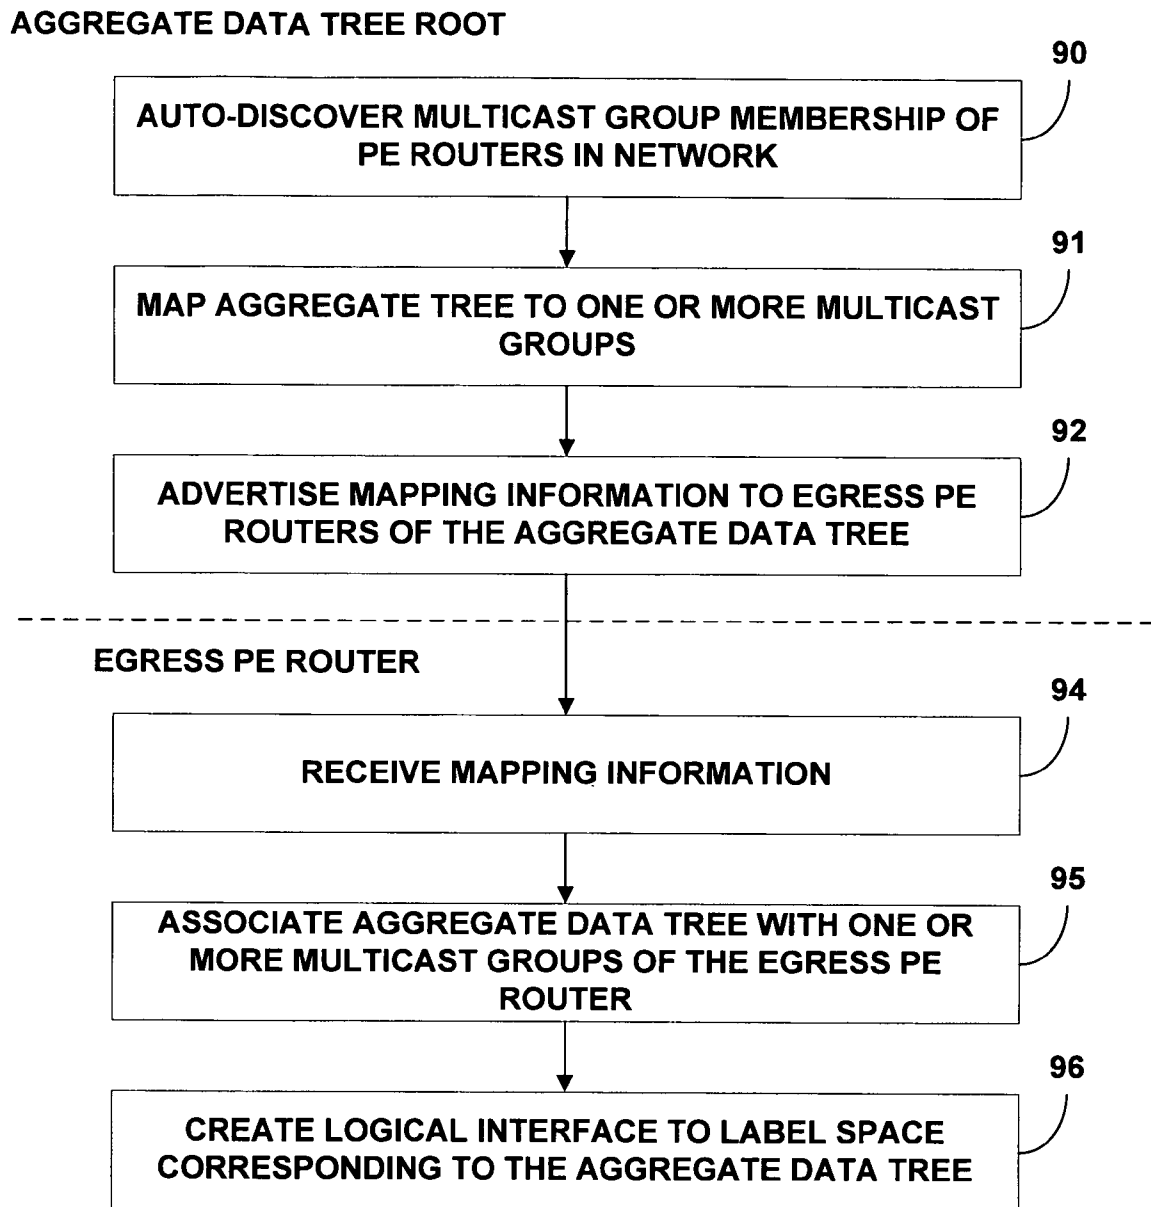 AGGREGATE DATA TREE ROOT
90
AUTO-DISCOVER MULTICAST GROUP MEMBERSHIP OF
PE ROUTERS IN NETWORK
91
MAP AGGREGATE TREE TO ONE OR MORE MULTICAST
GROUPS
92
ADVERTISE MAPPING INFORMATION TO EGRESS PE
ROUTERS OF THE AGGREGATE DATA TREE
EGRESS PE ROUTER
94
RECEIVE MAPPING INFORMATION
95
ASSOCIATE AGGREGATE DATA TREE WITH ONE OR
MORE MULTICAST GROUPS OF THE EGRESS PE
ROUTER
96
CREATE LOGICAL INTERFACE TO LABEL SPACE
CORRESPONDING TO THE AGGREGATE DATA TREE